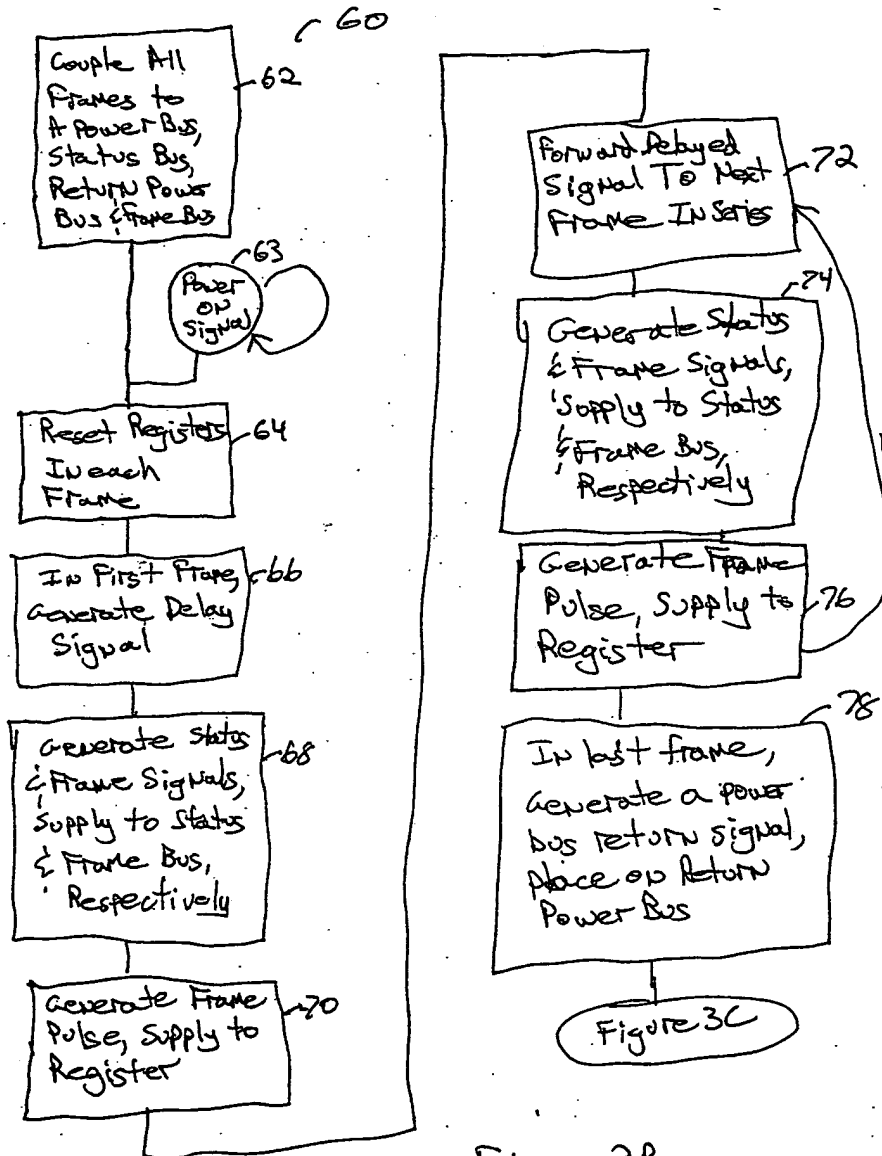 60
Couple All
Frames to
A Power Bus,
Status Bus,
Return Power
Bus & Frame Bus
62
63
Power
ON
Signal
Reset Registers
In each
Frame
64
In First Frame,
Generate Delay
Signal
66
Generate Status
& Frame Signals,
Supply to Status
& Frame Bus,
Respectively
68
Generate Frame
Pulse, Supply to
Register
70
Forward Delayed
Signal To Next
Frame In Series
72
Generate Status
& Frame Signals,
Supply to Status
& Frame Bus,
Respectively
74
Generate Frame
Pulse, Supply to
Register
76
In last frame,
Generate a power
bus return signal,
place on Return
Power Bus
78
Figure 3C